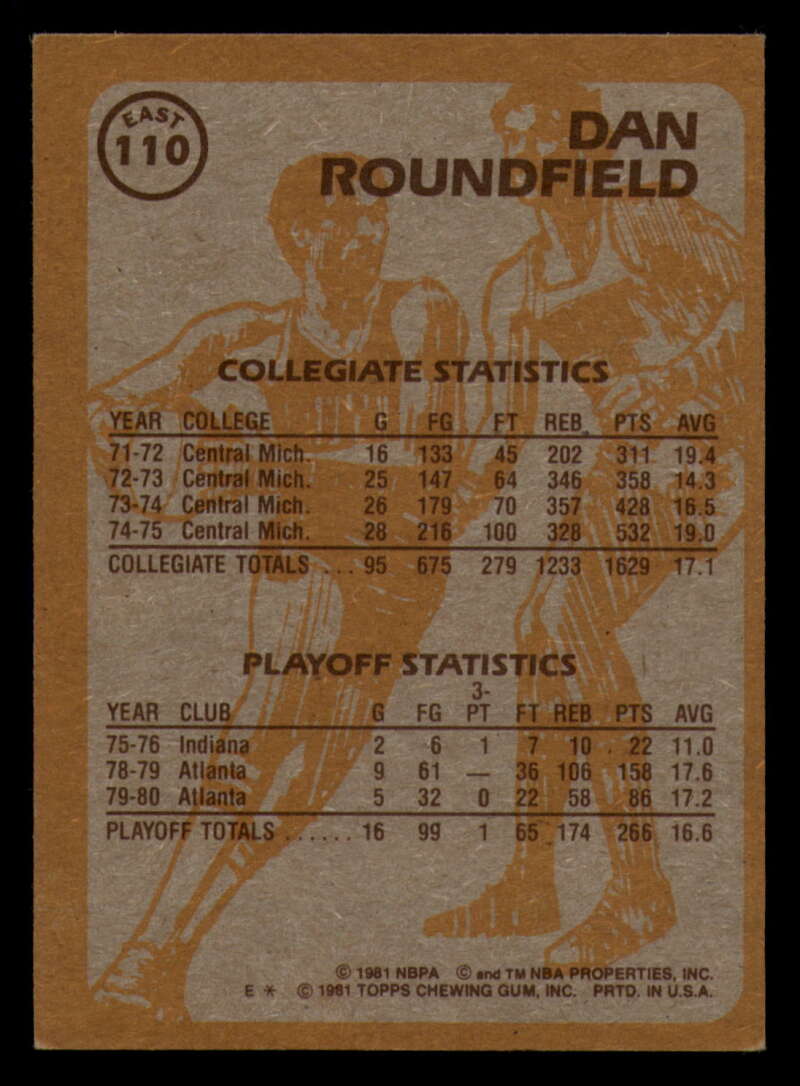 EAST
110
DAN
ROUNDFIELD
COLLEGIATE STATISTICS
YEAR COLLEGE G FG FT REB. PTS AVG
71-72 Central Mich. 16 133 45 202 311 19.4
72-73 Central Mich. 25 147 64 346 358 14.3
73-74 Central Mich. 26 179 70 357 428 16.5
74-75 Central Mich. 28 216 100 328 532 19.0
COLLEGIATE TOTALS ... 95 675 279 1233 1629 17.1
PLAYOFF STATISTICS
YEAR CLUB G FG 3-PT FT REB PTS AVG
75-76 Indiana 2 6 1 7 10 22 11.0
78-79 Atlanta 9 61 — 36 106 158 17.6
79-80 Atlanta 5 32 0 22 58 86 17.2
PLAYOFF TOTALS ...... 16 99 1 65 174 266 16.6
© 1981 NBPA © and TM NBA PROPERTIES, INC.
E * © 1981 TOPPS CHEWING GUM, INC. PRTD. IN U.S.A.